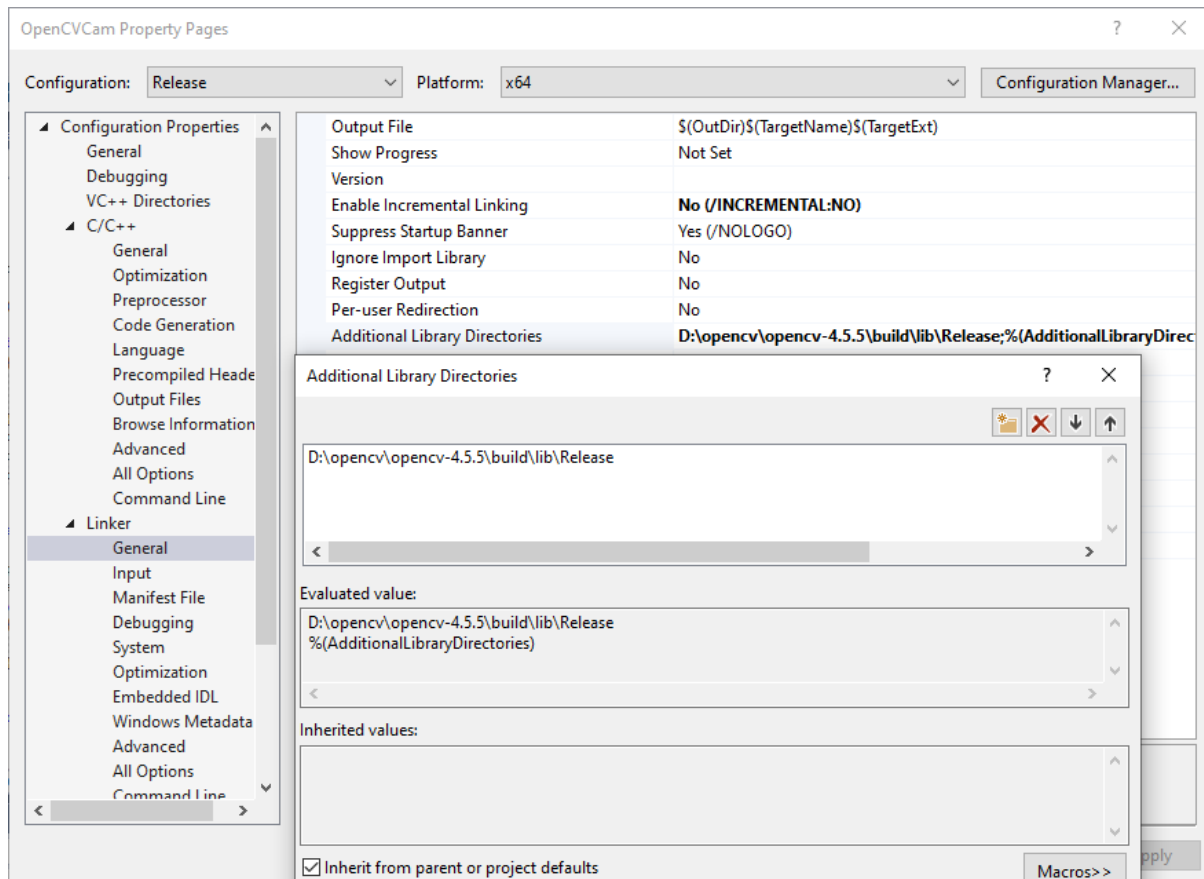 OpenCVCam Property Pages
?
Configuration: Release Platform: x64 Configuration Manager...
Configuration Properties
General
Debugging
VC++ Directories
C/C++
General
Optimization
Preprocessor
Code Generation
Language
Precompiled Heade
Output Files
Browse Information
Advanced
All Options
Command Line
Linker
General
Input
Manifest File
Debugging
System
Optimization
Embedded IDL
Windows Metadata
Advanced
All Options
Command Line
Output File $(OutDir)$(TargetName)$(TargetExt)
Show Progress Not Set
Version
Enable Incremental Linking No (/INCREMENTAL:NO)
Suppress Startup Banner Yes (/NOLOGO)
Ignore Import Library No
Register Output No
Per-user Redirection No
Additional Library Directories D:\opencv\opencv-4.5.5\build\lib\Release;%(AdditionalLibraryDirec
Additional Library Directories ?
D:\opencv\opencv-4.5.5\build\lib\Release
Evaluated value:
D:\opencv\opencv-4.5.5\build\lib\Release
%(AdditionalLibraryDirectories)
Inherited values:
Inherit from parent or project defaults
Macros>>
pply